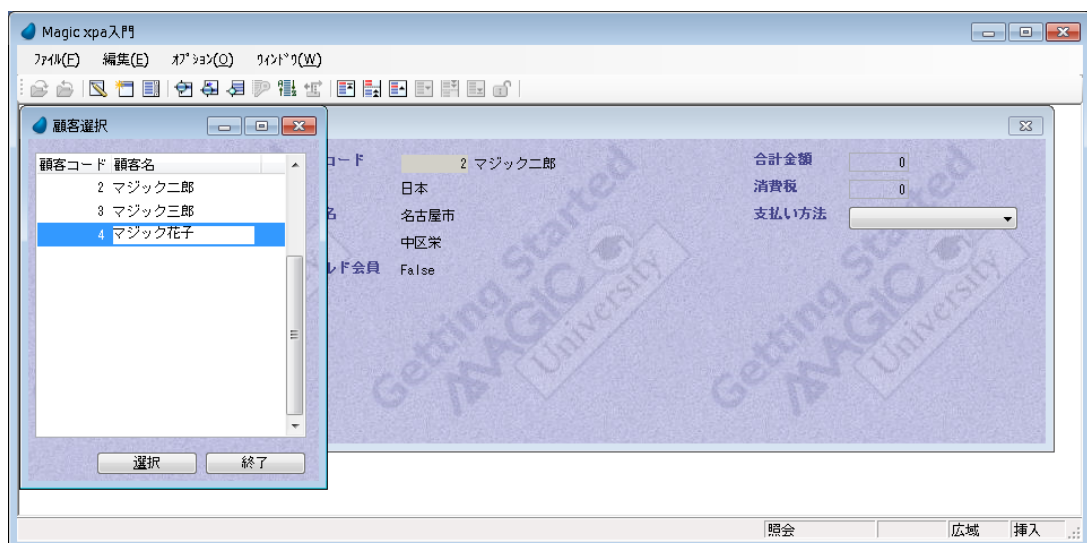 Magic xpa入門
ﾌｧｲﾙ(F) 編集(E) ｵﾌﾟｼｮﾝ(O) ｳｨﾝﾄﾞｳ(W)
顧客選択
顧客コード 顧客名
2 マジック二郎
3 マジック三郎
4 マジック花子
選択 終了
コード 2 マジック二郎 合計金額 0
日本 消費税 0
名 名古屋市 支払い方法
中区栄
ルド会員 False
Getting Started
MAGIC
University
Getting Started
MAGIC
University
照会 広域 挿入